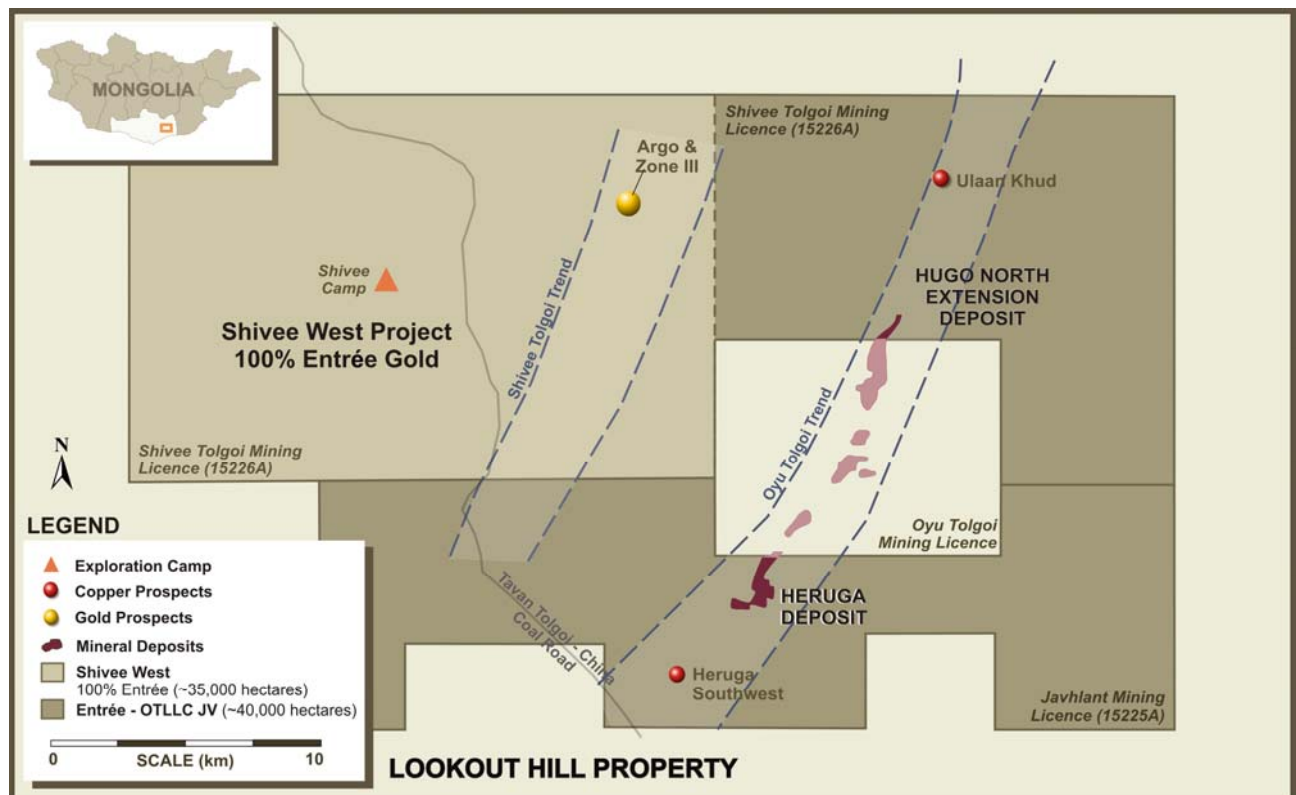 MONGOLIA
Shivee Tolgoi Mining
Licence (15226A)
Argo &
Zone III
Ulaan Khud
Shivee
Camp
Shivee Tolgoi Trend
HUGO NORTH
EXTENSION
DEPOSIT
Shivee West Project
100% Entrée Gold
Oyu Tolgoi Trend
N
Shivee Tolgoi Mining
Licence (15226A)
Oyu Tolgoi
Mining Licence
Tavan Tolgoi - China
Coal Road
HERUGA
DEPOSIT
Heruga
Southwest
Javhlant Mining
Licence (15225A)
LEGEND
Exploration Camp
Copper Prospects
Gold Prospects
Mineral Deposits
Shivee West
100% Entrée (~35,000 hectares)
Entrée - OTLLC JV (~40,000 hectares)
0 SCALE (km) 10
LOOKOUT HILL PROPERTY